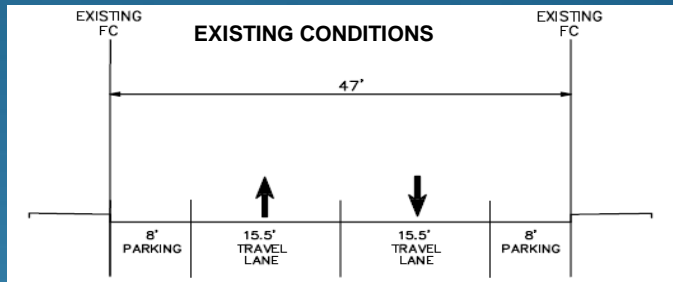 EXISTING
FC
EXISTING CONDITIONS
EXISTING
FC
47'
8'
PARKING
15.5'
TRAVEL
LANE
15.5'
TRAVEL
LANE
8'
PARKING